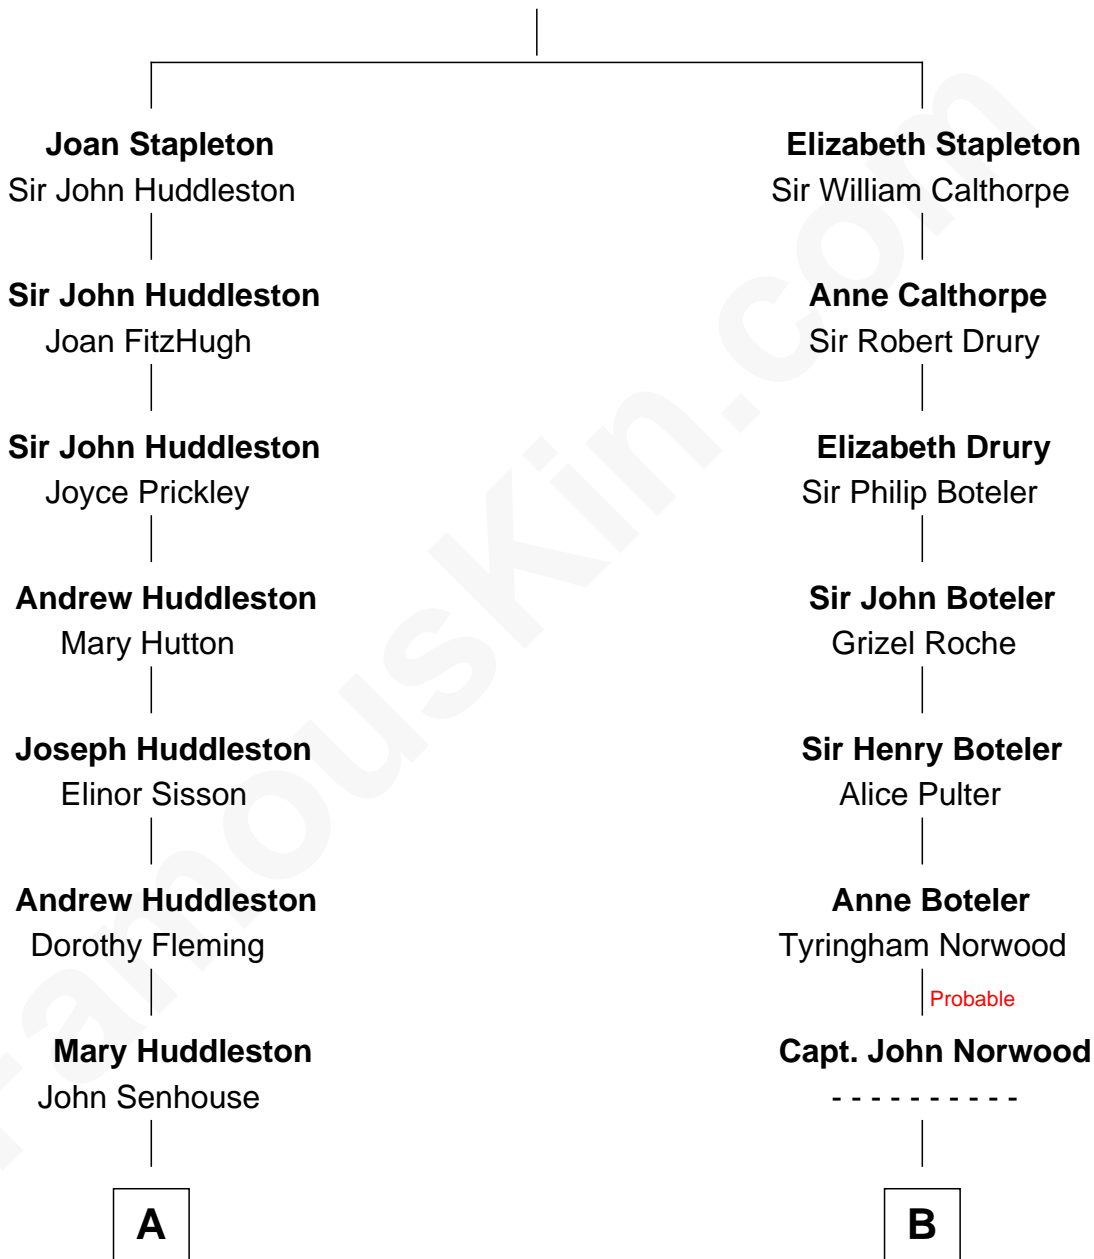 Joan Stapleton
Sir John Huddleston
Elizabeth Stapleton
Sir William Calthorpe
Sir John Huddleston
Joan FitzHugh
Anne Calthorpe
Sir Robert Drury
Sir John Huddleston
Joyce Prickley
Elizabeth Drury
Sir Philip Boteler
Andrew Huddleston
Mary Hutton
Sir John Boteler
Grizel Roche
Joseph Huddleston
Elinor Sisson
Sir Henry Boteler
Alice Pulter
Andrew Huddleston
Dorothy Fleming
Anne Boteler
Tyringham Norwood
Probable
Mary Huddleston
John Senhouse
Capt. John Norwood
- - - - - - - - - -
A
B
FamousKin.com